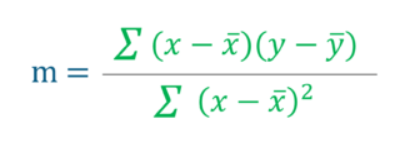 m = ∑ (x − x̄)(y − ȳ) / ∑ (x − x̄)²